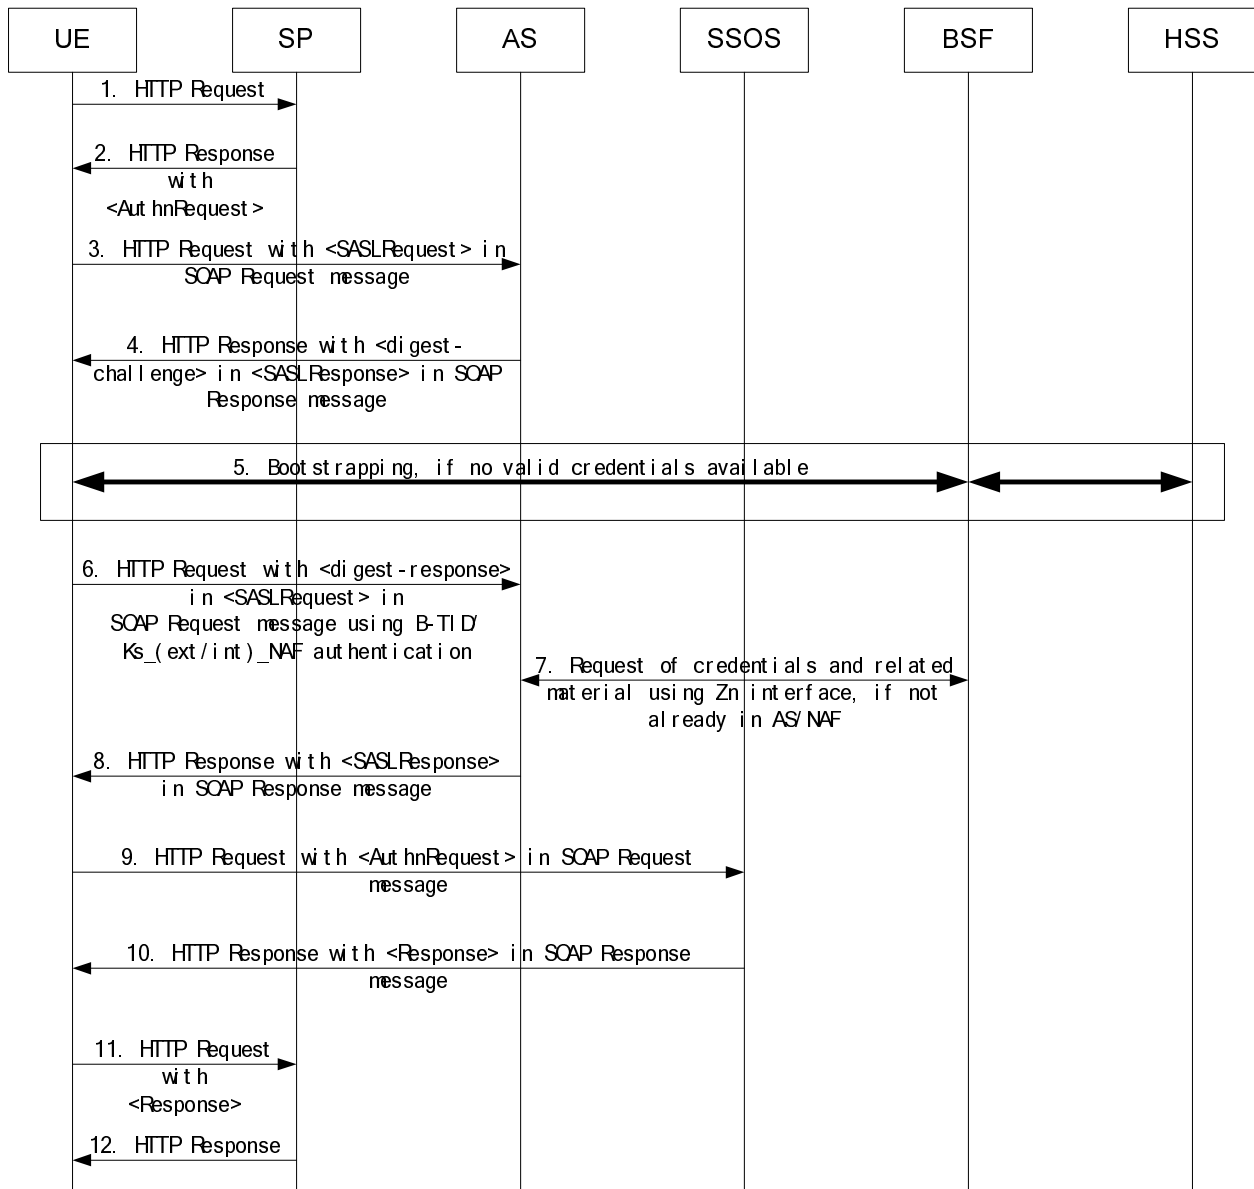 UE SP AS SSOS BSF HSS
1. HTTP Request
2. HTTP Response
with
<AuthnRequest>
3. HTTP Request with <SASLRequest> in
SOAP Request message
4. HTTP Response with <digest-
challenge> in <SASLResponse> in SOAP
Response message
5. Bootstrapping, if no valid credentials available
6. HTTP Request with <digest-response>
in <SASLRequest> in
SOAP Request message using B-TID/
Ks_(ext/int)_NAF authentication
7. Request of credentials and related
material using Zn interface, if not
already in AS/NAF
8. HTTP Response with <SASLResponse>
in SOAP Response message
9. HTTP Request with <AuthnRequest> in SOAP Request
message
10. HTTP Response with <Response> in SOAP Response
message
11. HTTP Request
with
<Response>
12. HTTP Response